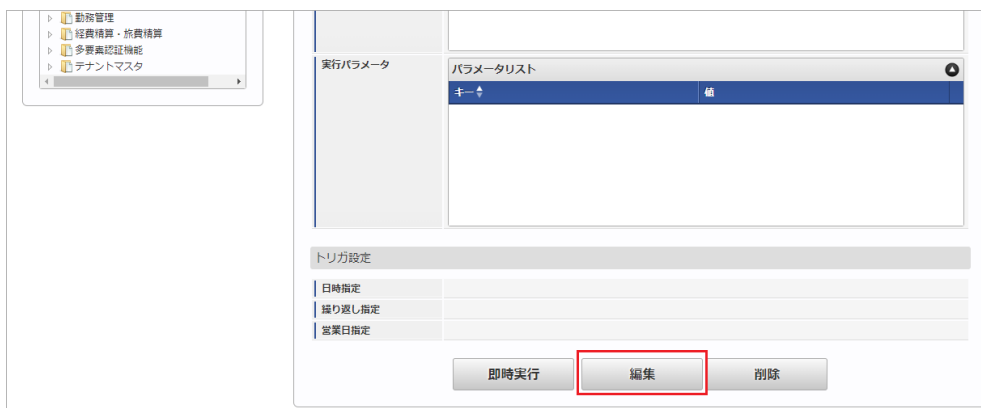 勤務管理
経費精算・旅費精算
多要素認証機能
テナントマスタ
実行パラメータ
パラメータリスト
キー 値
トリガ設定
日時指定
繰り返し指定
営業日指定
即時実行 編集 削除